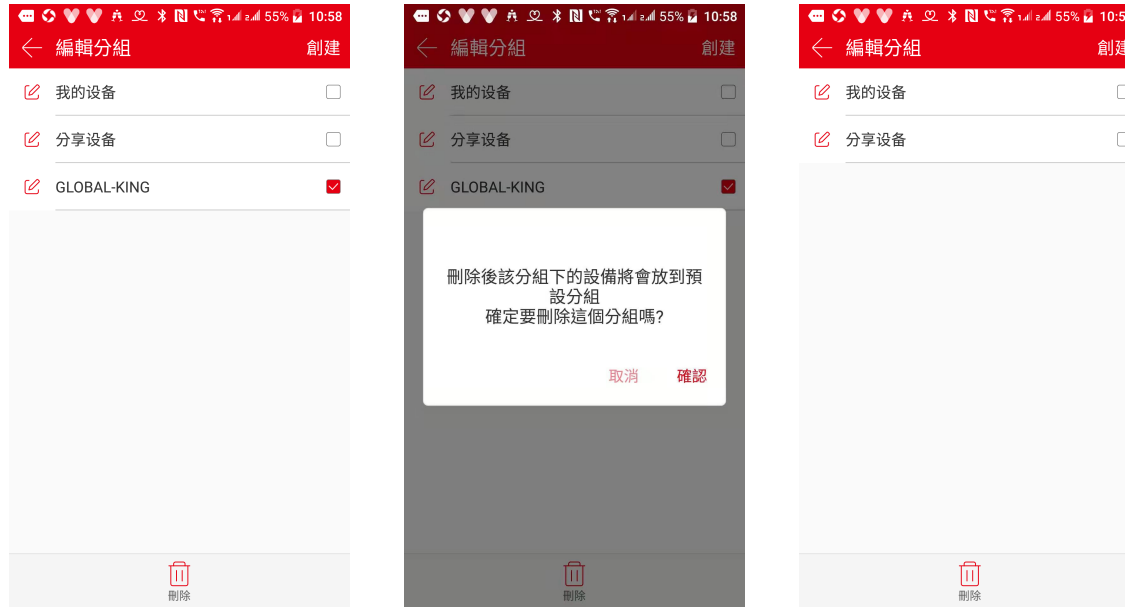 55% 10:58
編輯分組 創建
我的设备
分享设备
GLOBAL-KING
刪除
55% 10:58
編輯分組 創建
我的设备
分享设备
GLOBAL-KING
刪除後該分組下的設備將會放到預
設分組
確定要刪除這個分組嗎?
取消 確認
刪除
55% 10:5
編輯分組 創建
我的设备
分享设备
刪除